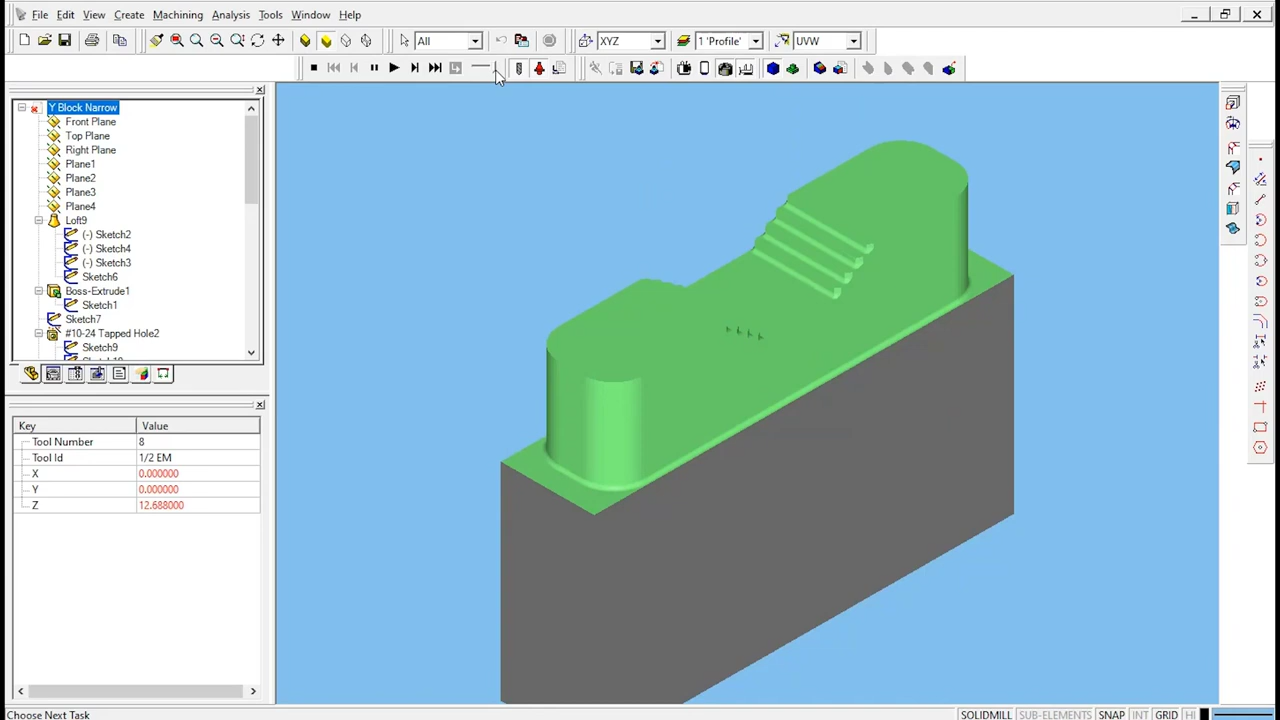 File Edit View Create Machining Analysis Tools Window Help
All XYZ 1 'Profile' UVW
Y Block Narrow
Front Plane
Top Plane
Right Plane
Plane1
Plane2
Plane3
Plane4
Loft9
(-) Sketch2
(-) Sketch4
(-) Sketch3
Sketch6
Boss-Extrude1
Sketch1
Sketch7
#10-24 Tapped Hole2
Sketch9
Key Value
Tool Number 8
Tool Id 1/2 EM
X 0.000000
Y 0.000000
Z 12.688000
Choose Next Task SOLIDMILL SUB-ELEMENTS SNAP INT GRID HI